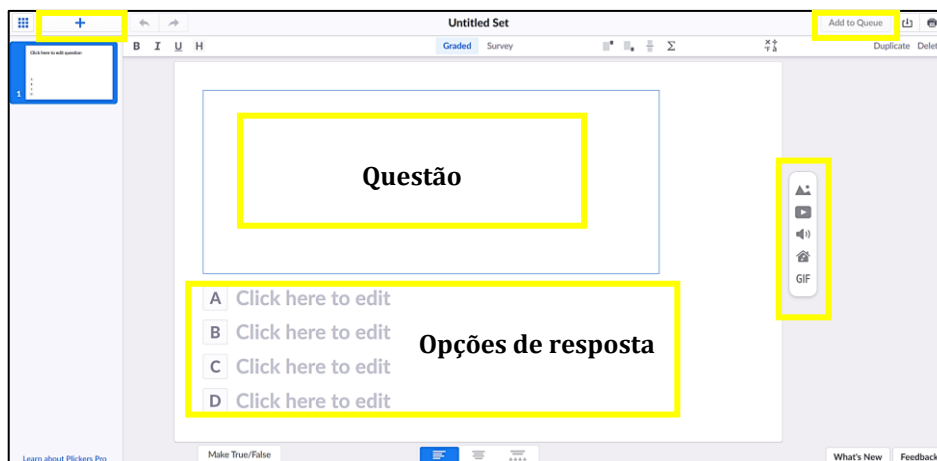 Untitled Set
Add to Queue
B I U H
Graded Survey
Σ
Duplicate Delet
Click here to edit question
1
Questão
GIF
A Click here to edit
B Click here to edit
C Click here to edit
D Click here to edit
Opções de resposta
Learn about Plickers Pro
Make True/False
What's New
Feedback